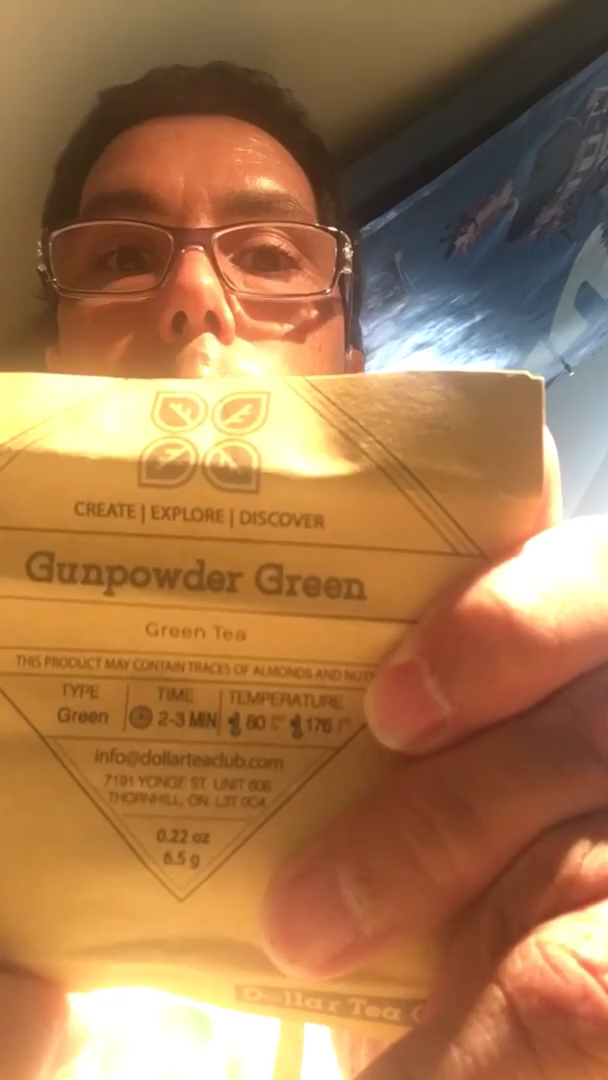 CREATE | EXPLORE | DISCOVER
Gunpowder Green
Green Tea
THIS PRODUCT MAY CONTAIN TRACES OF ALMONDS AND NUTS
TYPE TIME TEMPERATURE
Green 2-3 MIN 80 C° 176 F°
info@dollarteaclub.com
7191 YONGE ST. UNIT 606
THORNHILL, ON. L3T 0C4
0.22 oz
6.5 g
Dollar Tea